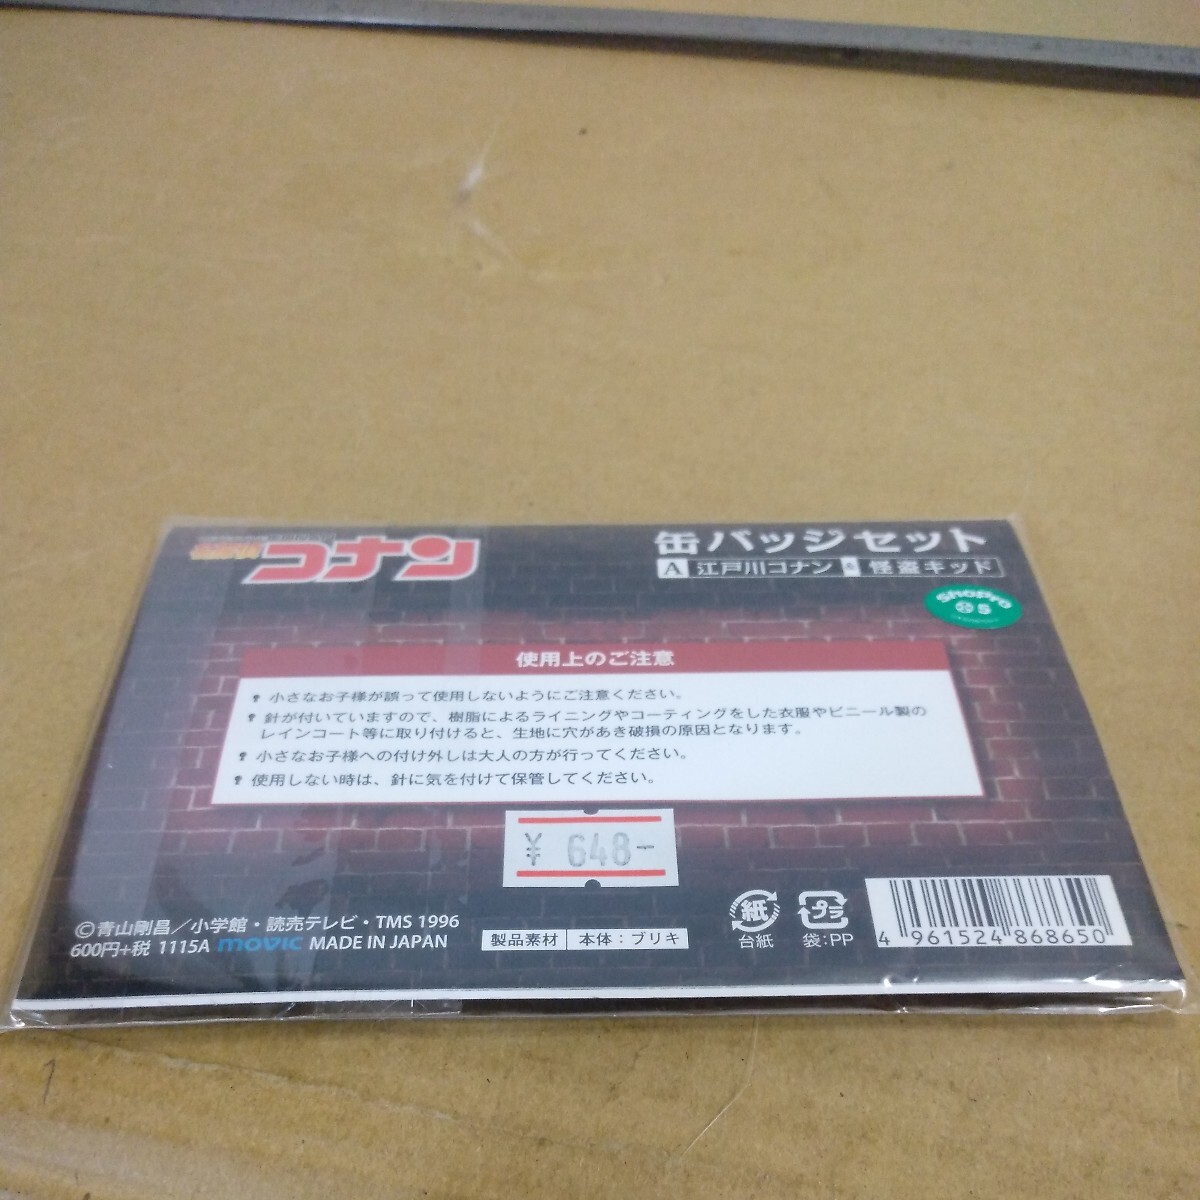 名探偵コナン
缶バッジセット
A 江戸川コナン & 怪盗キッド
Shopro
5
使用上のご注意
小さなお子様が誤って使用しないようにご注意ください。
針が付いていますので、樹脂によるライニングやコーティングをした衣服やビニール製の
レインコート等に取り付けると、生地に穴があき破損の原因となります。
小さなお子様への付け外しは大人の方が行ってください。
使用しない時は、針に気を付けて保管してください。
¥ 648-
©青山剛昌／小学館・読売テレビ・TMS 1996
600円+税 1115A movic MADE IN JAPAN
製品素材 本体：ブリキ
紙
台紙
プラ
袋:PP
4 961524 868650